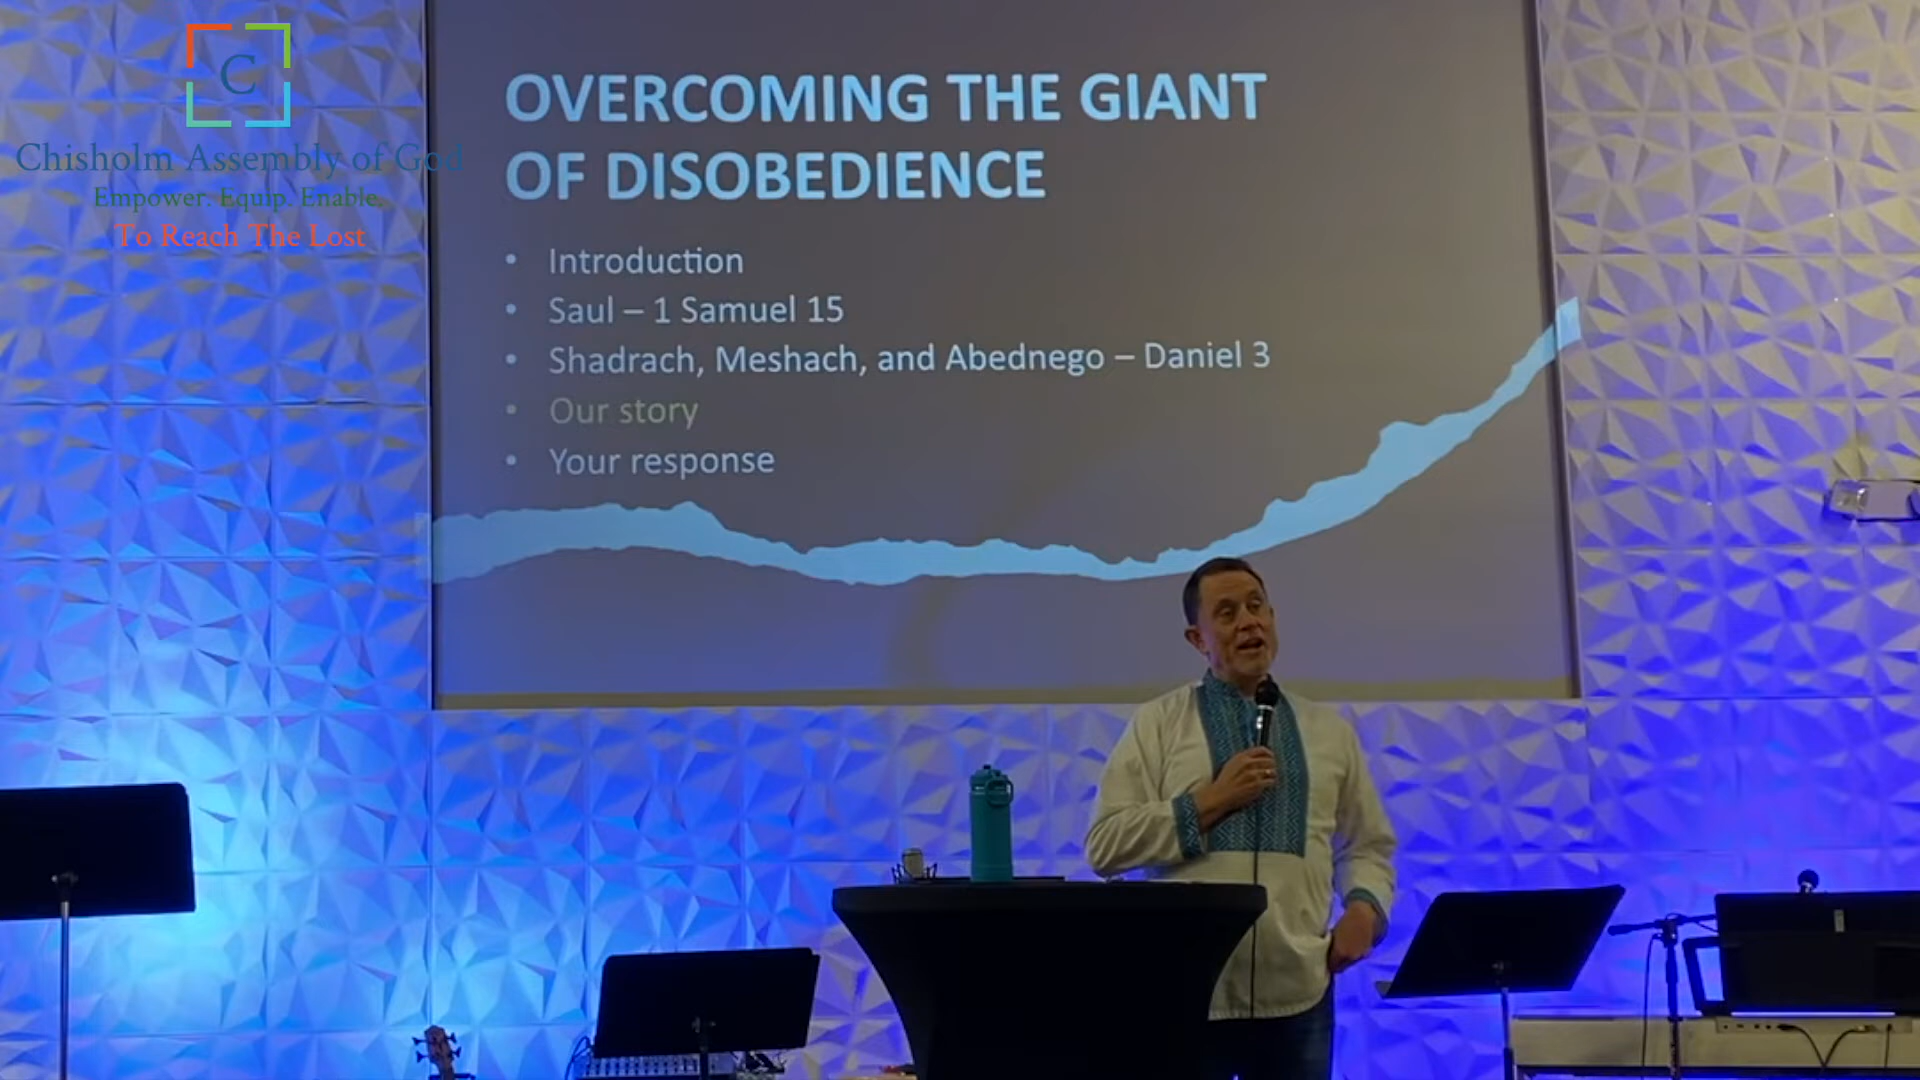 C
Chisholm Assembly of God
Empower. Equip. Enable.
To Reach The Lost
OVERCOMING THE GIANT
OF DISOBEDIENCE
• Introduction
• Saul – 1 Samuel 15
• Shadrach, Meshach, and Abednego – Daniel 3
• Our story
• Your response